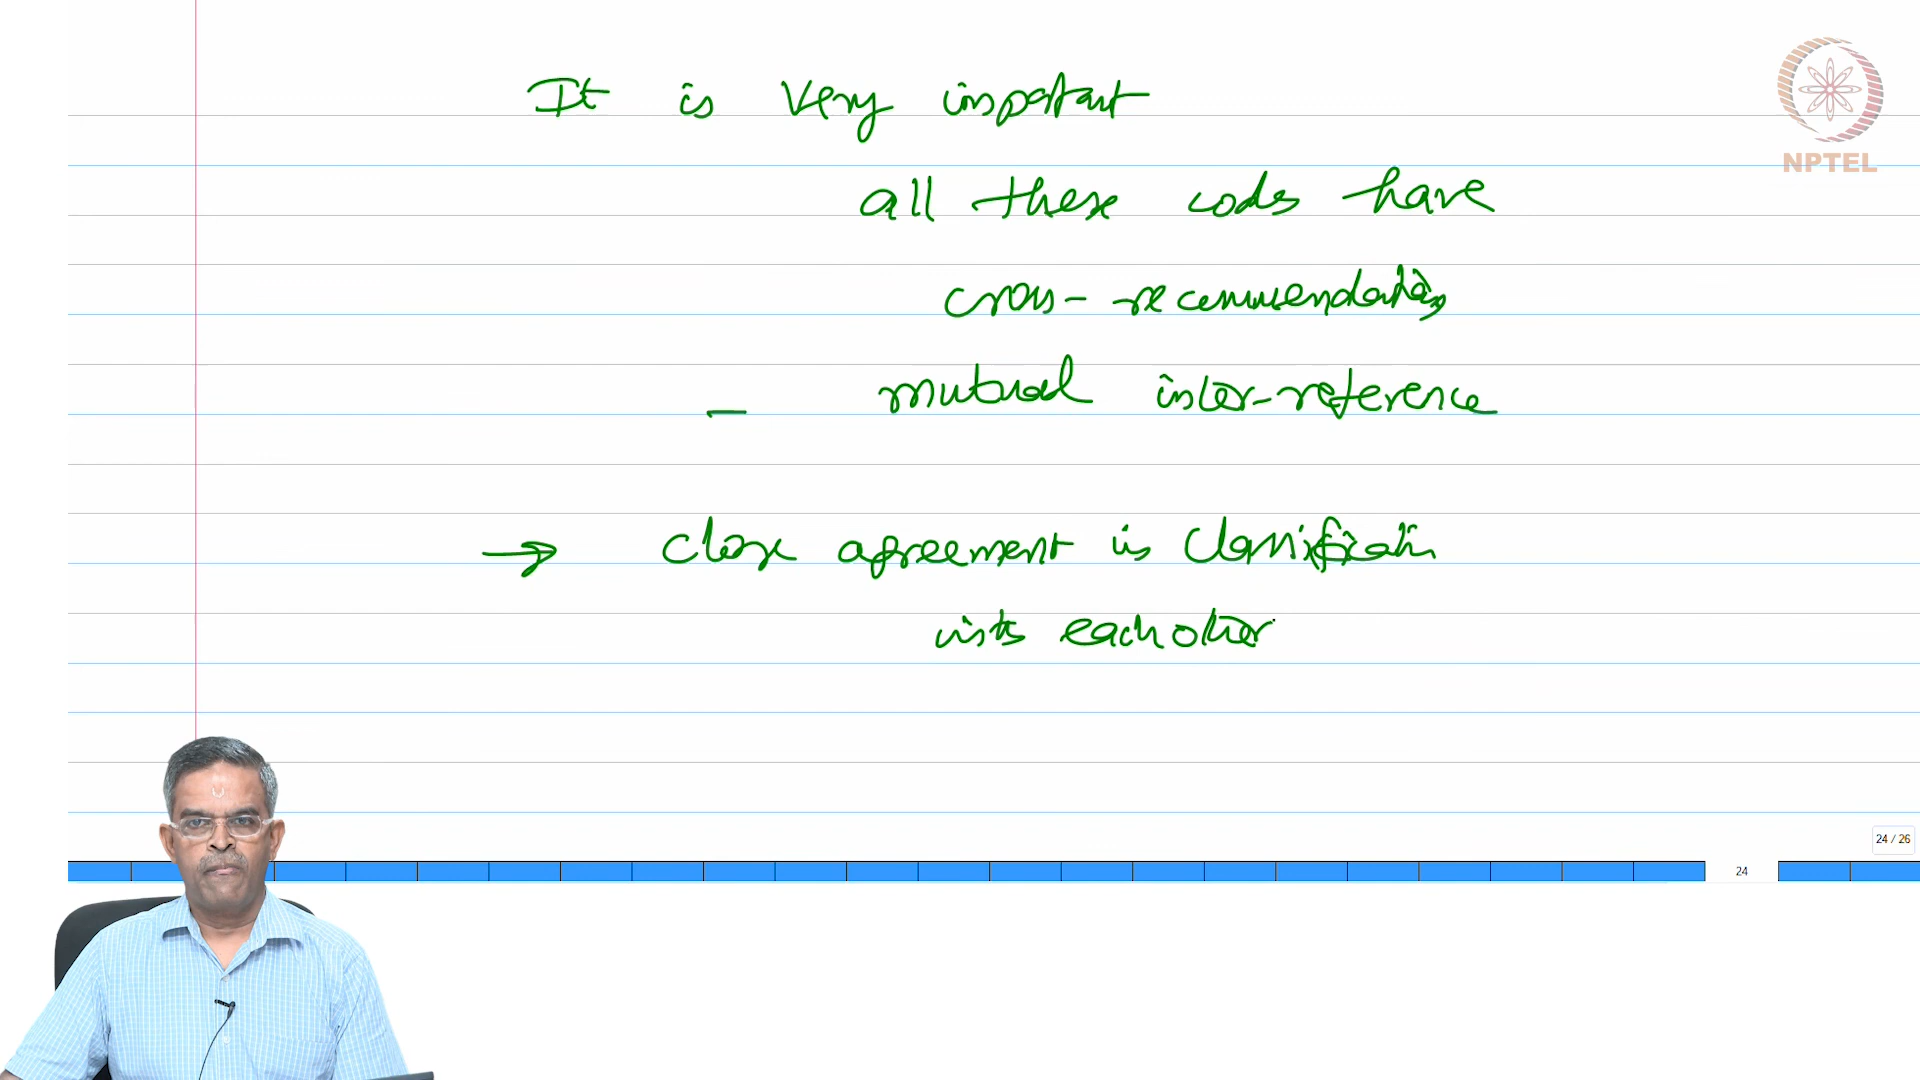 It is very important
all these codes have
cross-recommendations
- mutual inter-reference
→ close agreement in classification
with each other
NPTEL
24 / 26
24